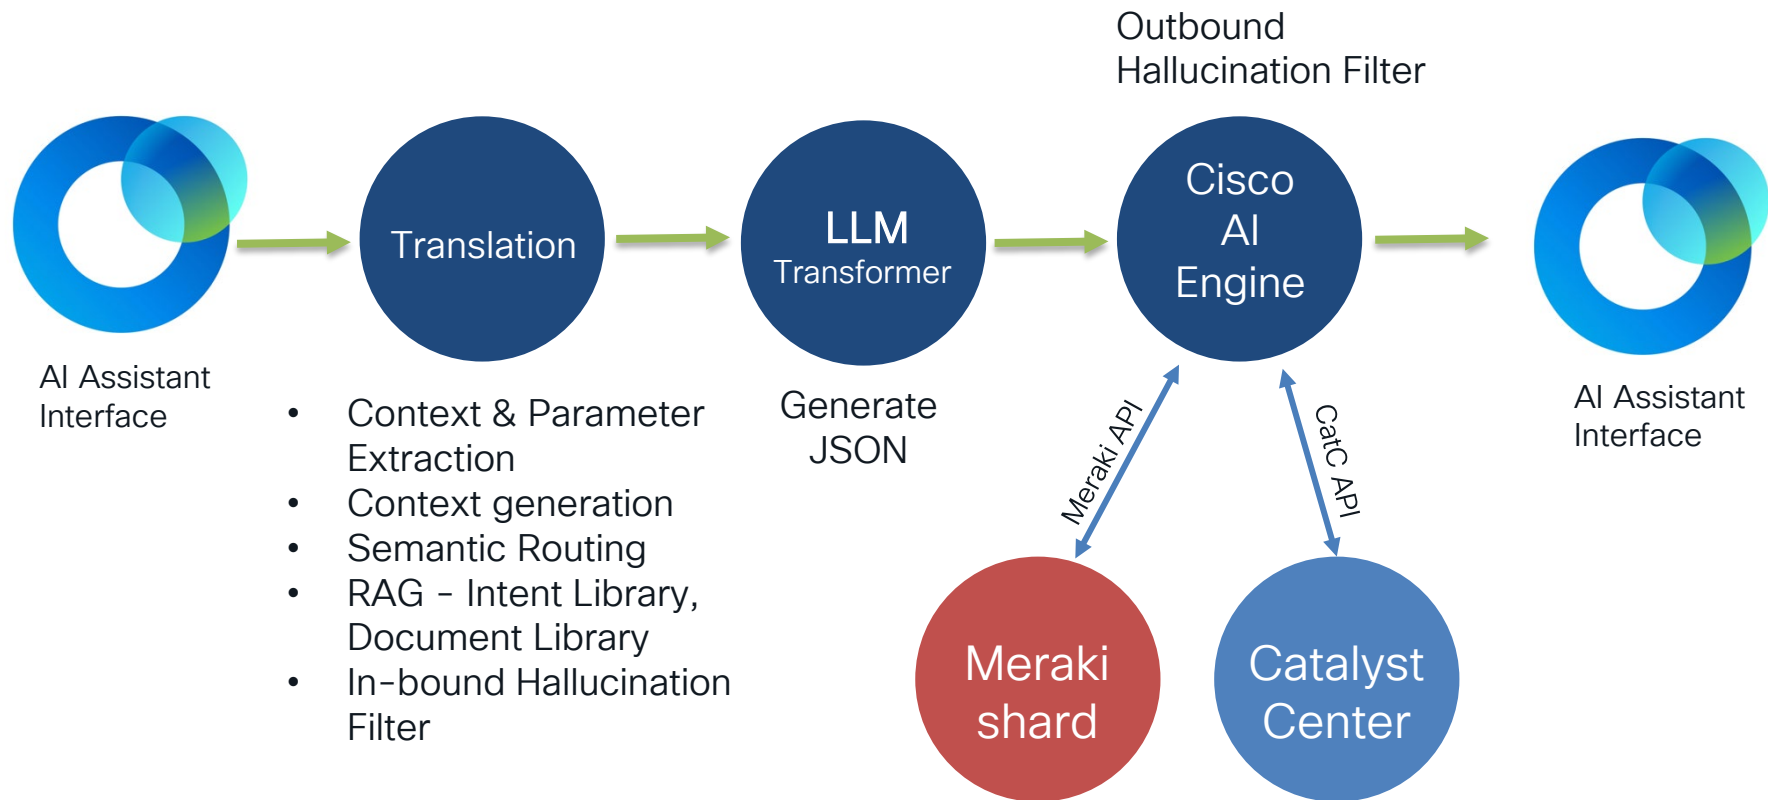 Outbound
Hallucination Filter
AI Assistant
Interface
Translation
• Context & Parameter
Extraction
• Context generation
• Semantic Routing
• RAG - Intent Library,
Document Library
• In-bound Hallucination
Filter
LLM
Transformer
Generate
JSON
Cisco
AI
Engine
Meraki API
CatC API
Meraki
shard
Catalyst
Center
AI Assistant
Interface